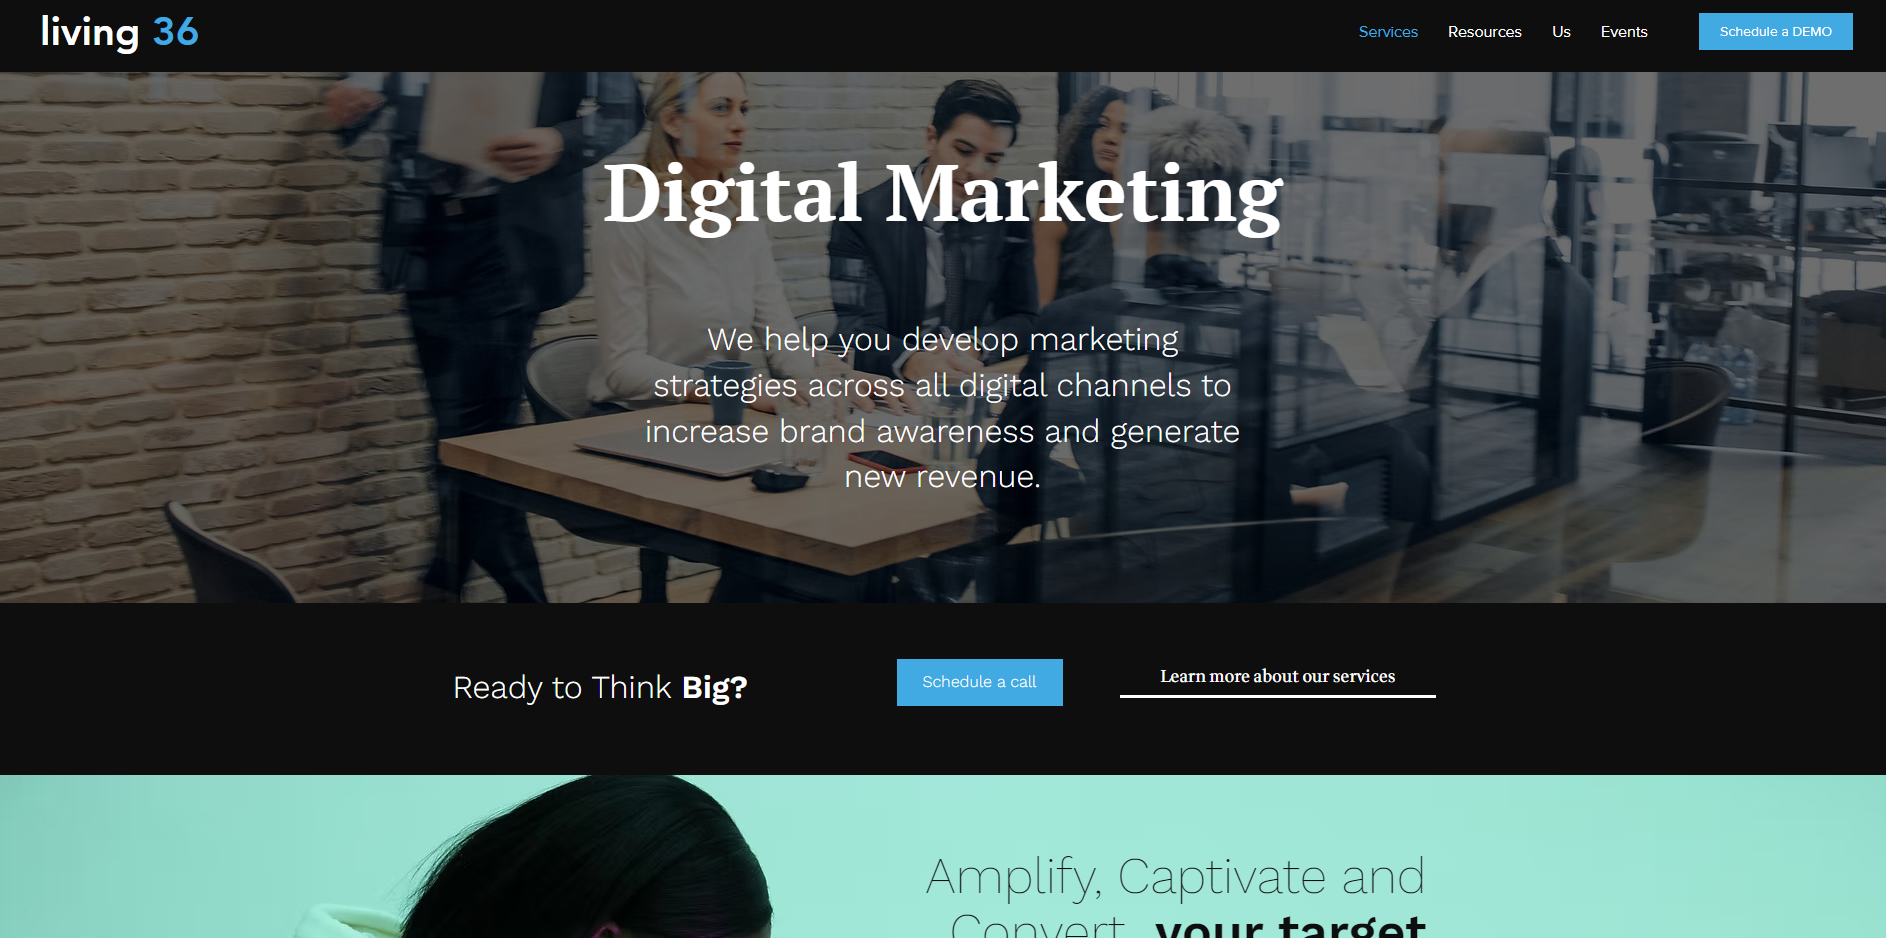 living 36
Services Resources Us Events Schedule a DEMO
Digital Marketing
We help you develop marketing
strategies across all digital channels to
increase brand awareness and generate
new revenue.
Ready to Think Big?
Schedule a call
Learn more about our services
Amplify, Captivate and
Convert your target